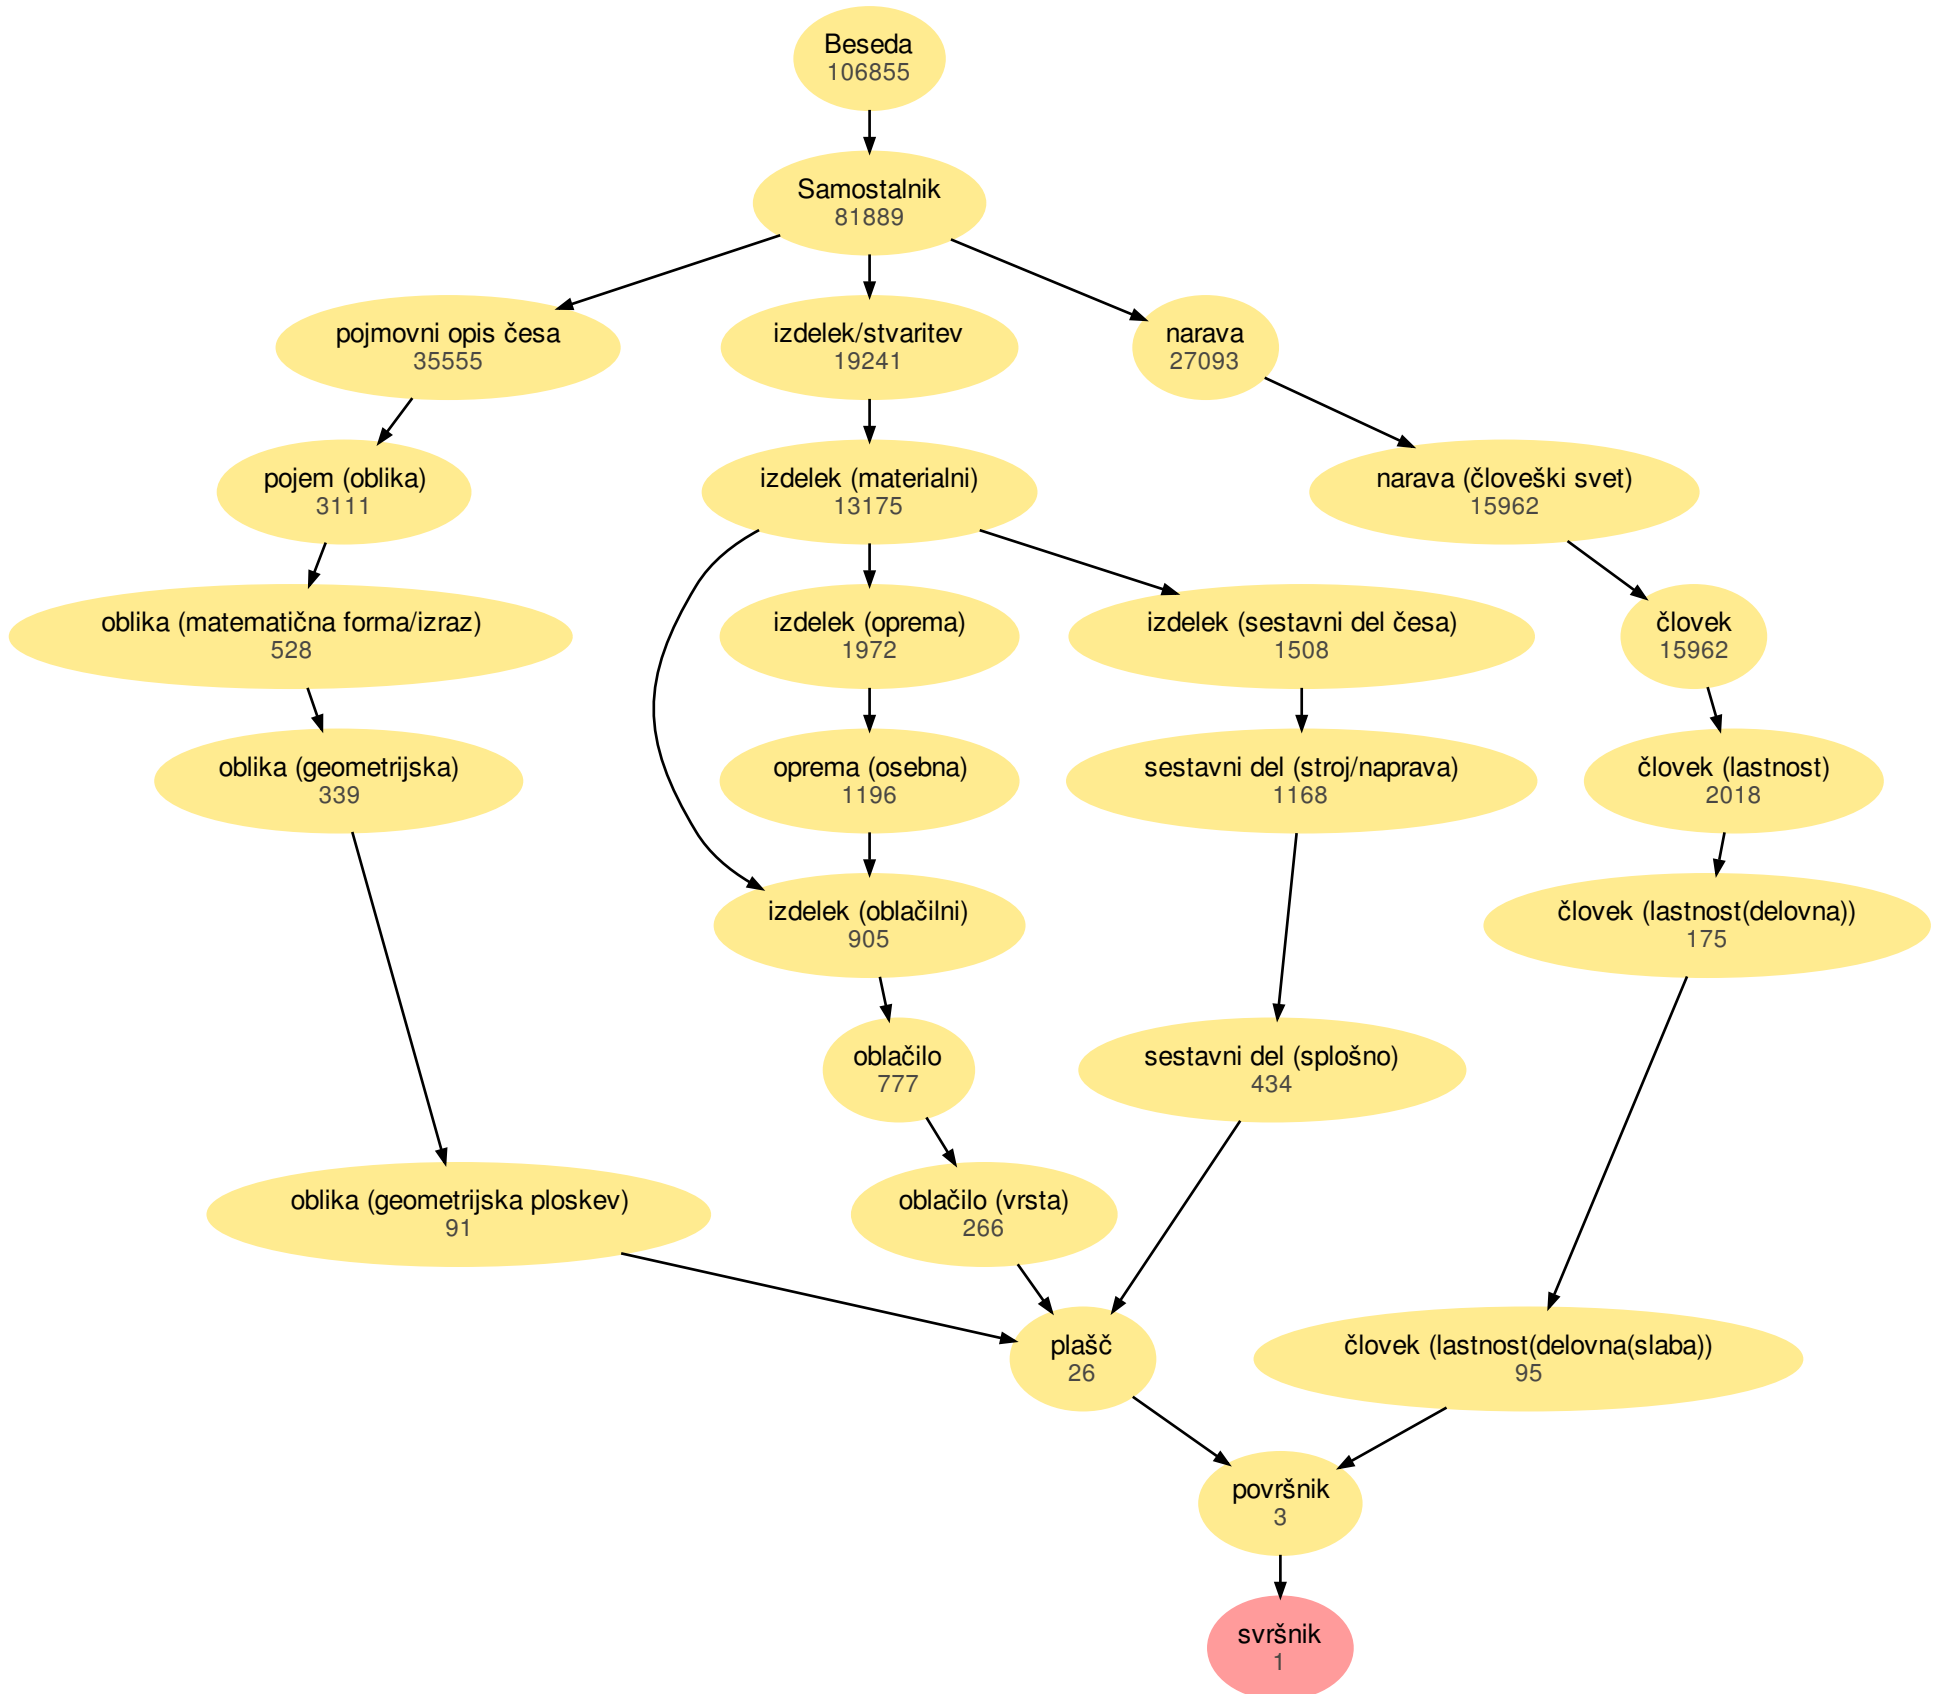 Beseda
106855
Samostalnik
81889
pojmovni opis česa
35555
izdelek/stvaritev
19241
narava
27093
pojem (oblika)
3111
izdelek (materialni)
13175
narava (človeški svet)
15962
oblika (matematična forma/izraz)
528
izdelek (oprema)
1972
izdelek (sestavni del česa)
1508
človek
15962
oblika (geometrijska)
339
oprema (osebna)
1196
sestavni del (stroj/naprava)
1168
človek (lastnost)
2018
izdelek (oblačilni)
905
človek (lastnost(delovna))
175
oblačilo
777
sestavni del (splošno)
434
oblika (geometrijska ploskev)
91
oblačilo (vrsta)
266
plašč
26
človek (lastnost(delovna(slaba))
95
površnik
3
svršnik
1